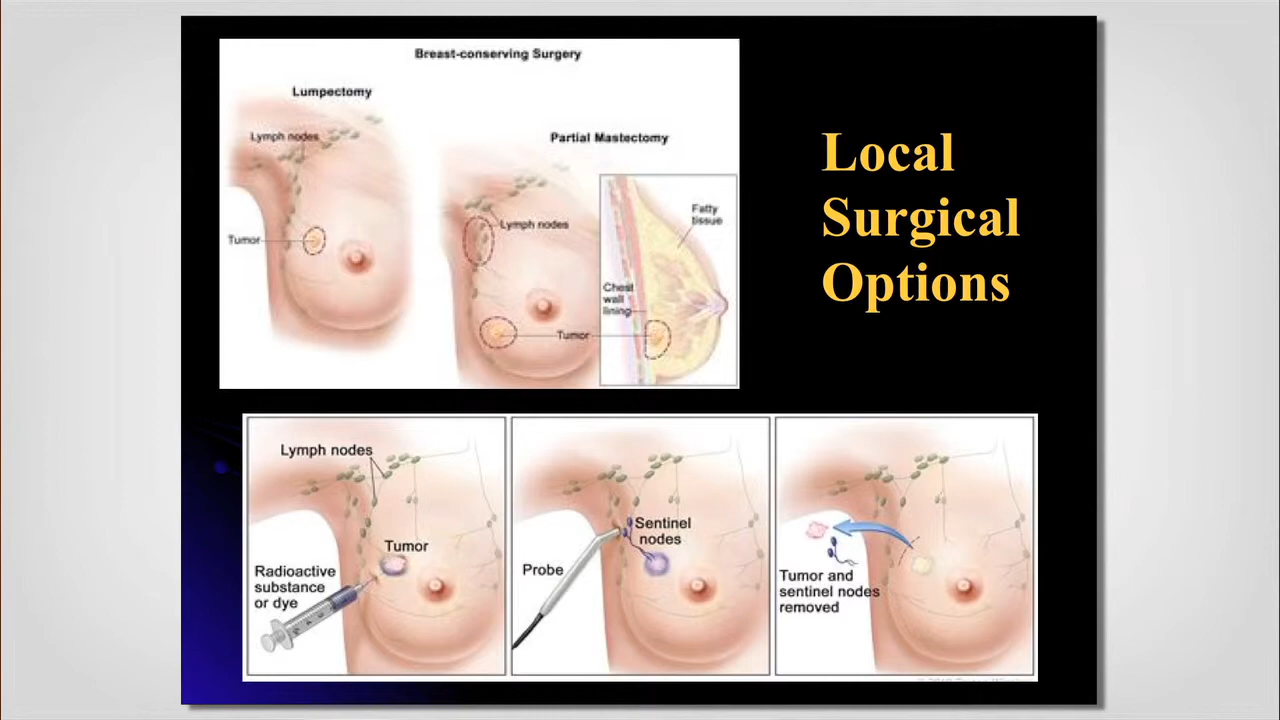 Breast-conserving Surgery
Lumpectomy
Lymph nodes
Tumor
Partial Mastectomy
Lymph nodes
Tumor
Fatty
tissue
Chest
wall
lining
Local
Surgical
Options
Lymph nodes
Tumor
Radioactive
substance
or dye
Sentinel
nodes
Probe
Tumor and
sentinel nodes
removed